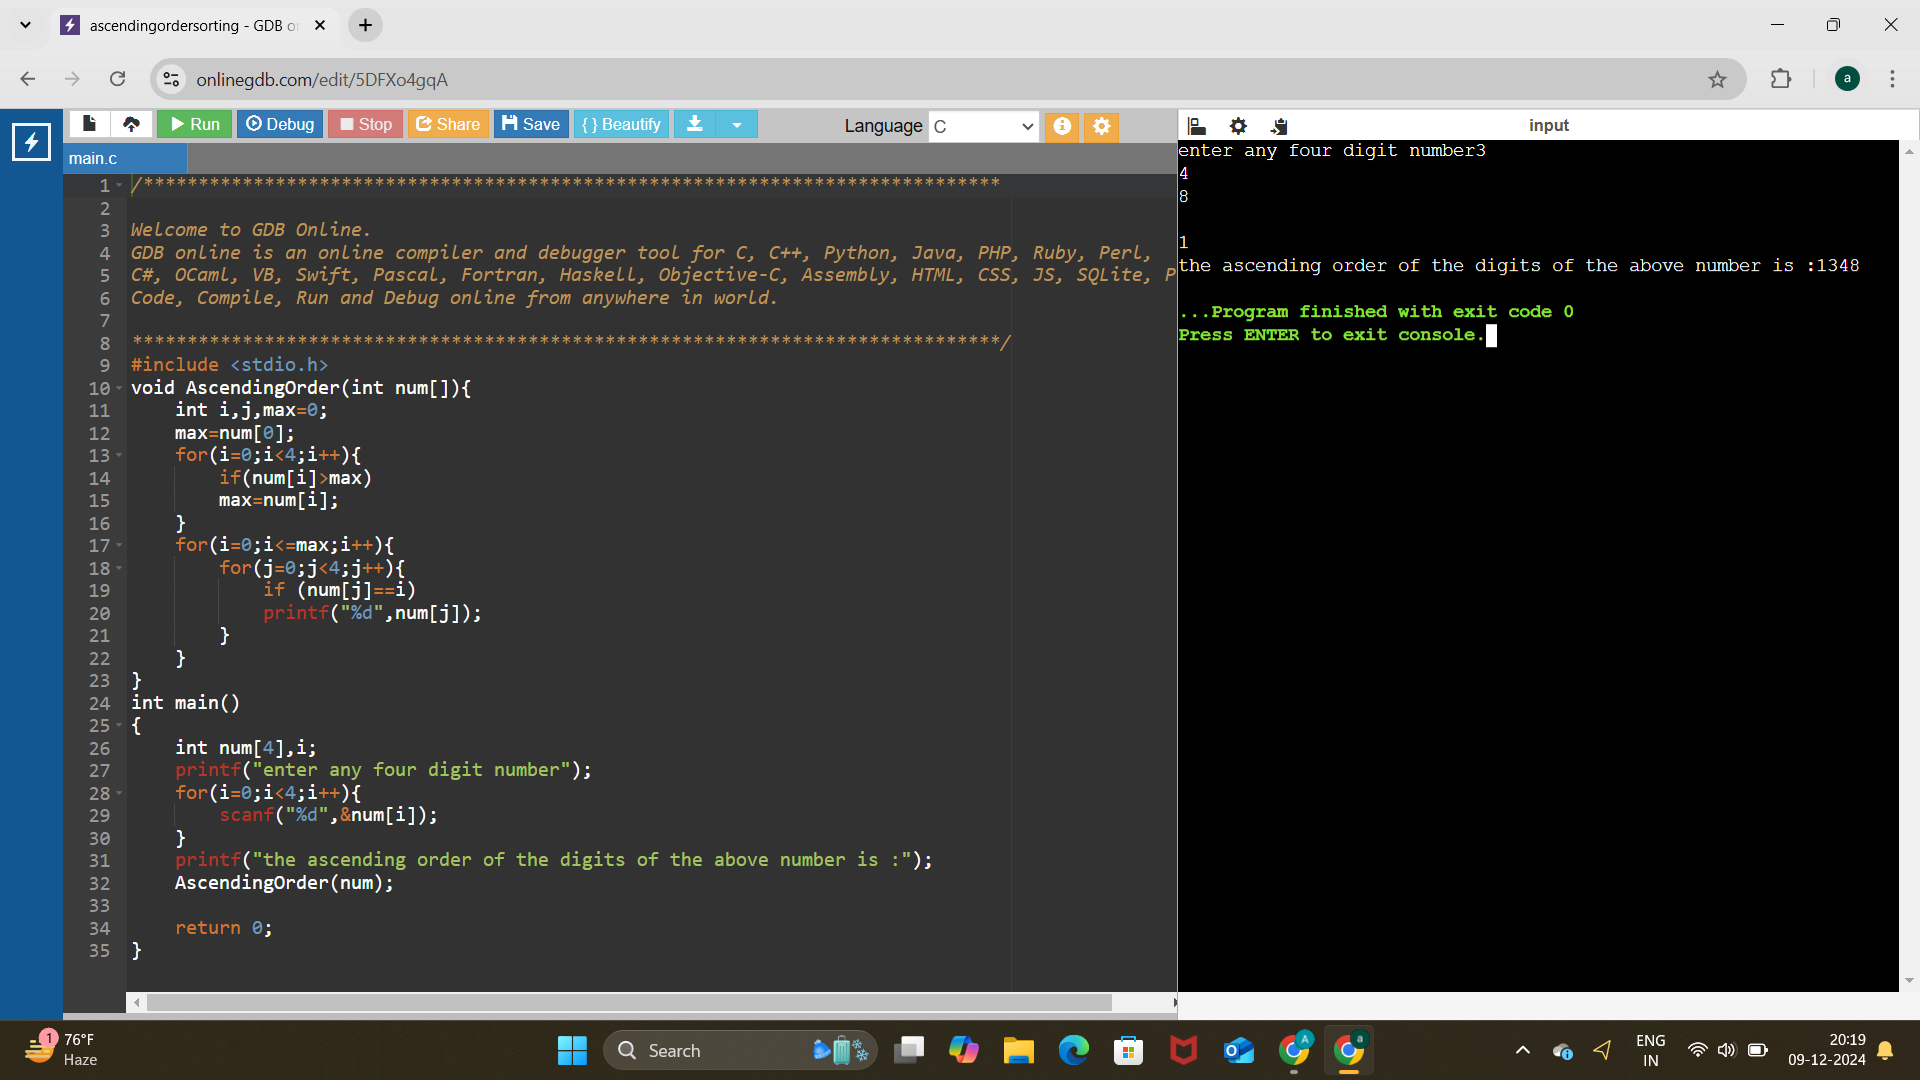 ascendingordersorting - GDB o
onlinegdb.com/edit/5DFXo4gqA
a
Run Debug Stop Share Save { } Beautify
Language C
input
main.c
1 /******************************************************************************
2
3 Welcome to GDB Online.
4 GDB online is an online compiler and debugger tool for C, C++, Python, Java, PHP, Ruby, Perl,
5 C#, OCaml, VB, Swift, Pascal, Fortran, Haskell, Objective-C, Assembly, HTML, CSS, JS, SQLite, P
6 Code, Compile, Run and Debug online from anywhere in world.
7
8 *******************************************************************************/
9 #include <stdio.h>
10 void AscendingOrder(int num[]){
11     int i,j,max=0;
12     max=num[0];
13     for(i=0;i<4;i++){
14         if(num[i]>max)
15         max=num[i];
16     }
17     for(i=0;i<=max;i++){
18         for(j=0;j<4;j++){
19             if (num[j]==i)
20             printf("%d",num[j]);
21         }
22     }
23 }
24 int main()
25 {
26     int num[4],i;
27     printf("enter any four digit number");
28     for(i=0;i<4;i++){
29         scanf("%d",&num[i]);
30     }
31     printf("the ascending order of the digits of the above number is :");
32     AscendingOrder(num);
33
34     return 0;
35 }
enter any four digit number3
4
8
1
the ascending order of the digits of the above number is :1348
...Program finished with exit code 0
Press ENTER to exit console.
1
76°F
Haze
Search
A
a
ENG
IN
20:19
09-12-2024